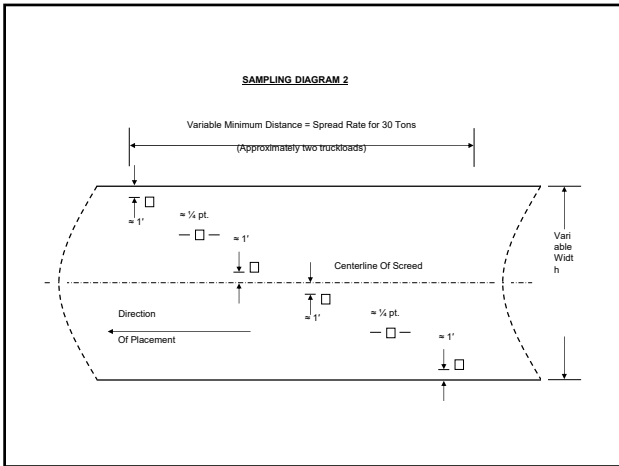 SAMPLING DIAGRAM 2
Variable Minimum Distance = Spread Rate for 30 Tons
(Approximately two truckloads)
≈ 1'
≈ ¼ pt.
≈ 1'
Centerline Of Screed
Vari
able
Widt
h
Direction
Of Placement
≈ 1'
≈ ¼ pt.
≈ 1'